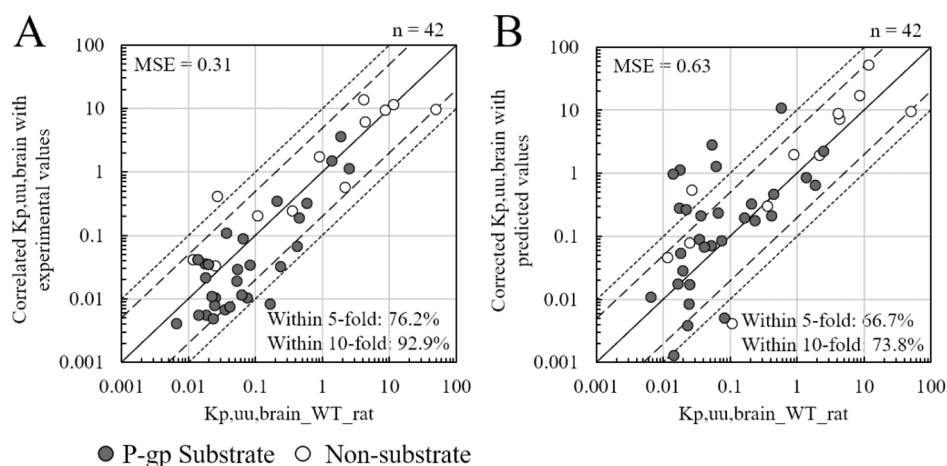 A
n = 42
MSE = 0.31
100
10
1
0.1
0.01
0.001
Correlated Kp,uu,brain with
experimental values
Within 5-fold: 76.2%
Within 10-fold: 92.9%
0.001 0.01 0.1 1 10 100
Kp,uu,brain_WT_rat
B
n = 42
MSE = 0.63
100
10
1
0.1
0.01
0.001
Corrected Kp,uu,brain with
predicted values
Within 5-fold: 66.7%
Within 10-fold: 73.8%
0.001 0.01 0.1 1 10 100
Kp,uu,brain_WT_rat
P-gp Substrate Non-substrate